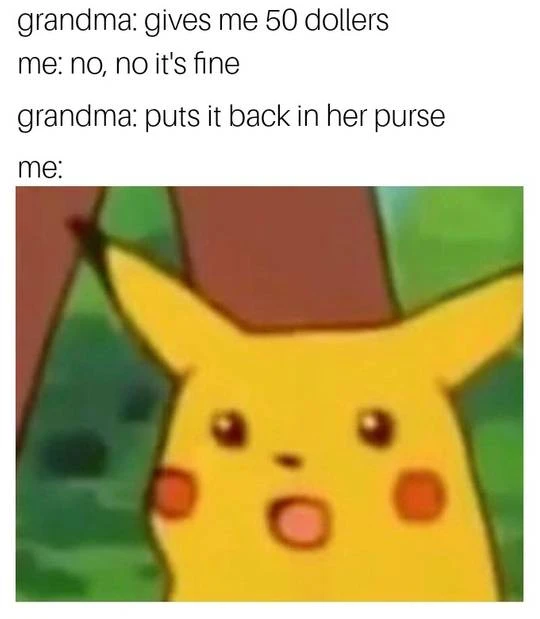 grandma: gives me 50 dollers
me: no, no it's fine
grandma: puts it back in her purse
me: